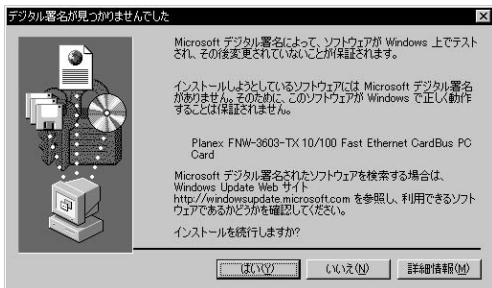 デジタル署名が見つかりませんでした
Microsoft デジタル署名によって、ソフトウェアが Windows 上でテスト
され、その後変更されていないことが保証されます。
インストールしようとしているソフトウェアには Microsoft デジタル署名
がありません。そのために、このソフトウェアが Windows で正しく動作
することは保証されません。
Planex FNW-3603-TX 10/100 Fast Ethernet CardBus PC
Card
Microsoft デジタル署名されたソフトウェアを検索する場合は、
Windows Update Web サイト
http://windowsupdate.microsoft.com を参照し、利用できるソフト
ウェアであるかどうかを確認してください。
インストールを続行しますか?
はい(Y) いいえ(N) 詳細情報(M)